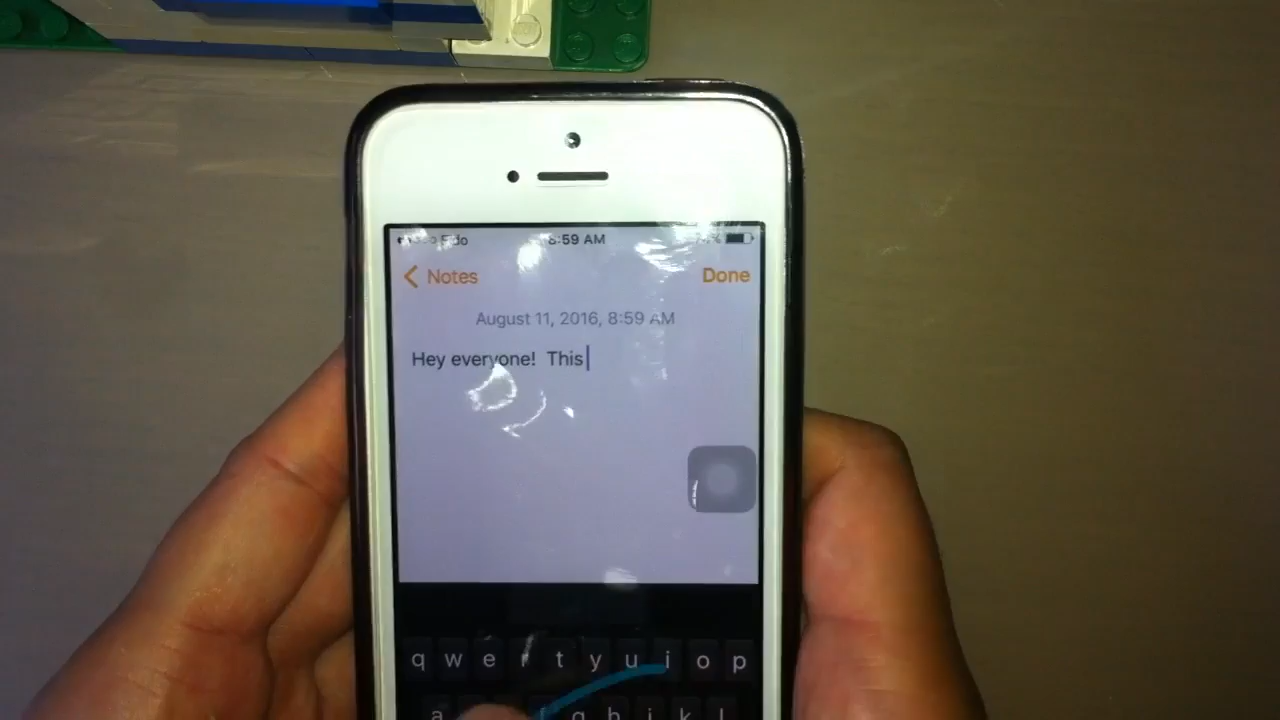 8:59 AM
Notes Done
August 11, 2016, 8:59 AM
Hey everyone!  This
q w e r t y u i o p
a g h j k l